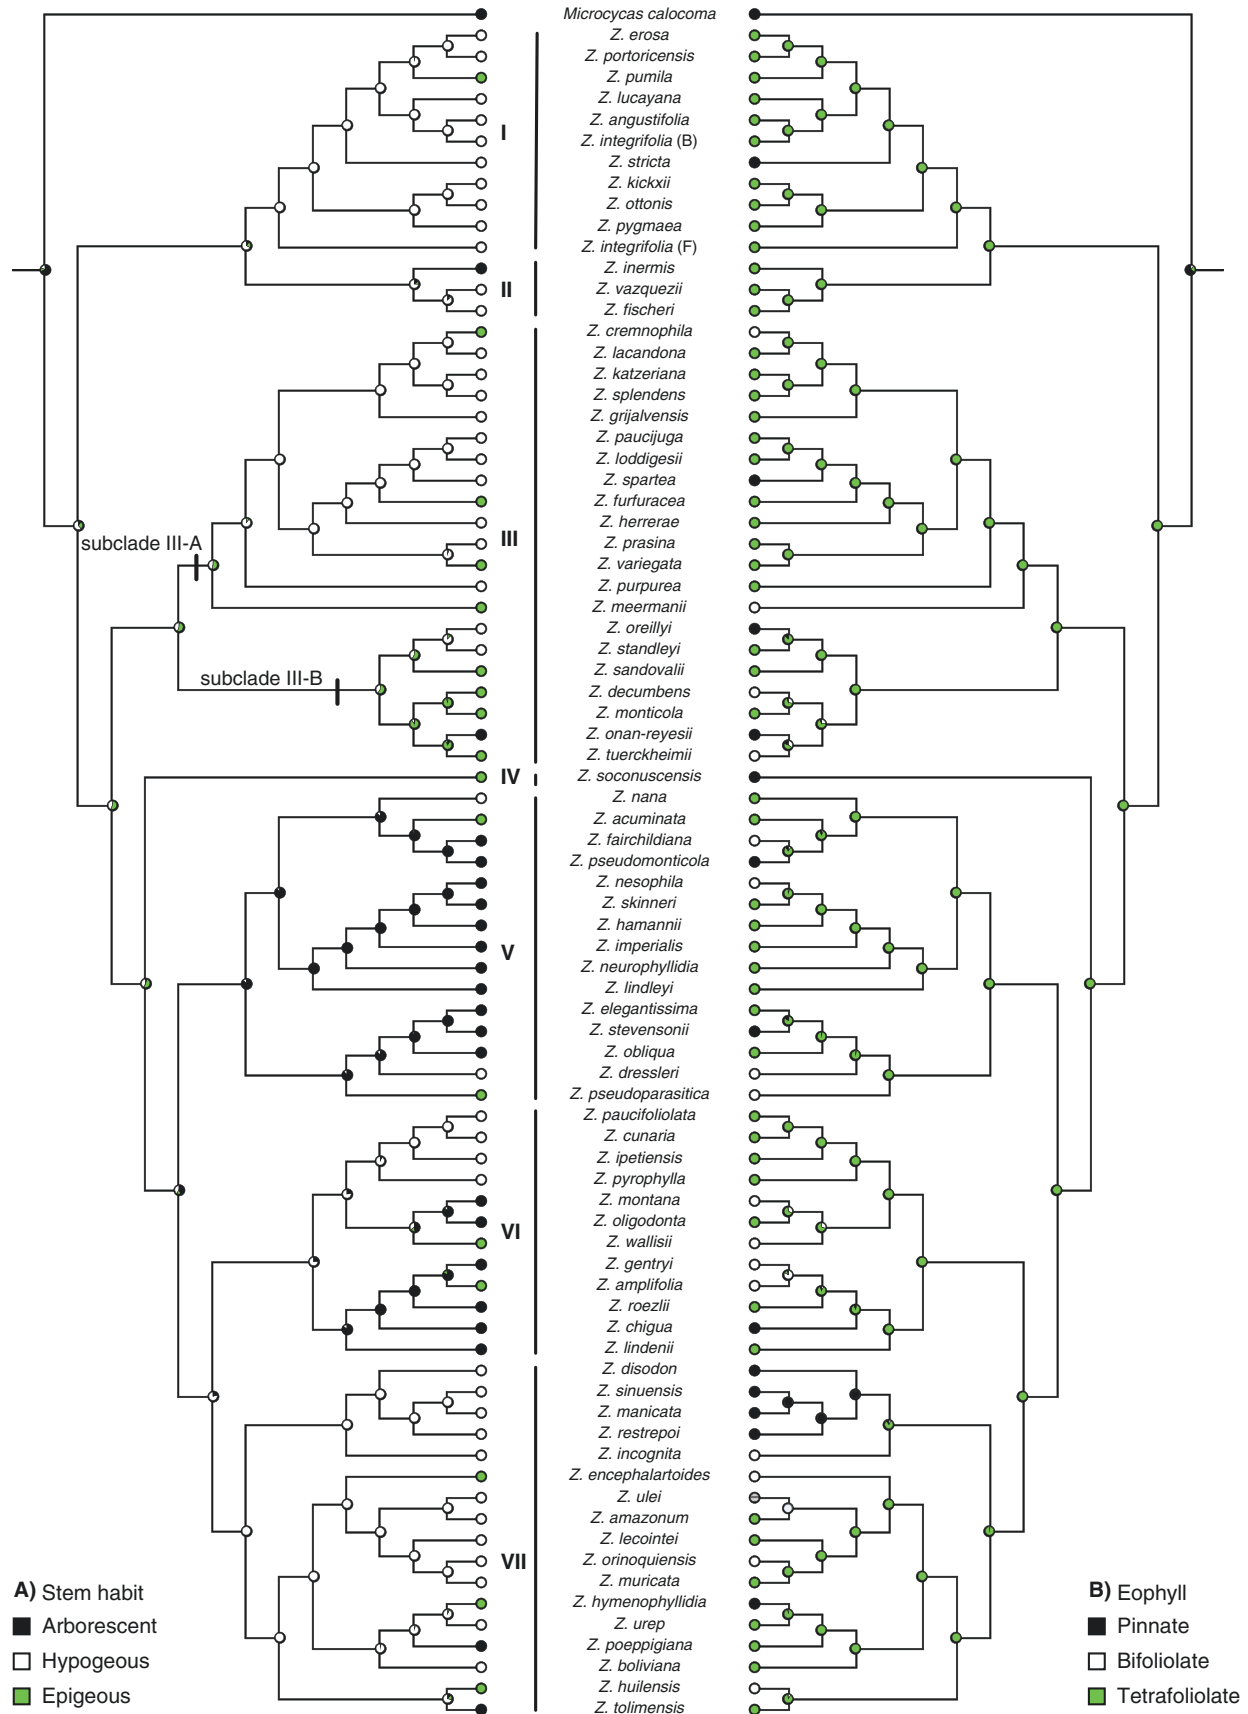 Microcycas calocoma
Z. erosa
Z. portoricensis
Z. pumila
Z. lucayana
Z. angustifolia
I
Z. integrifolia (B)
Z. stricta
Z. kickxii
Z. ottonis
Z. pygmaea
Z. integrifolia (F)
Z. inermis
II
Z. vazquezii
Z. fischeri
Z. cremnophila
Z. lacandona
Z. katzeriana
Z. splendens
Z. grijalvensis
Z. paucijuga
Z. loddigesii
Z. spartea
Z. furfuracea
Z. herrerae
III
subclade III-A
Z. prasina
Z. variegata
Z. purpurea
Z. meermanii
Z. oreillyi
Z. standleyi
Z. sandovalii
subclade III-B
Z. decumbens
Z. monticola
Z. onan-reyesii
Z. tuerckheimii
IV
Z. soconuscensis
Z. nana
Z. acuminata
Z. fairchildiana
Z. pseudomonticola
Z. nesophila
Z. skinneri
Z. hamannii
Z. imperialis
V
Z. neurophyllidia
Z. lindleyi
Z. elegantissima
Z. stevensonii
Z. obliqua
Z. dressleri
Z. pseudoparasitica
Z. paucifoliolata
Z. cunaria
Z. ipetiensis
Z. pyrophylla
Z. montana
Z. oligodonta
VI
Z. wallisii
Z. gentryi
Z. amplifolia
Z. roezlii
Z. chigua
Z. lindenii
Z. disodon
Z. sinuensis
Z. manicata
Z. restrepoi
Z. incognita
Z. encephalartoides
Z. ulei
Z. amazonum
Z. lecointei
VII
Z. orinoquiensis
Z. muricata
Z. hymenophyllidia
Z. urep
Z. poeppigiana
Z. boliviana
Z. huilensis
Z. tolimensis
A) Stem habit
Arborescent
Hypogeous
Epigeous
B) Eophyll
Pinnate
Bifoliolate
Tetrafoliolate